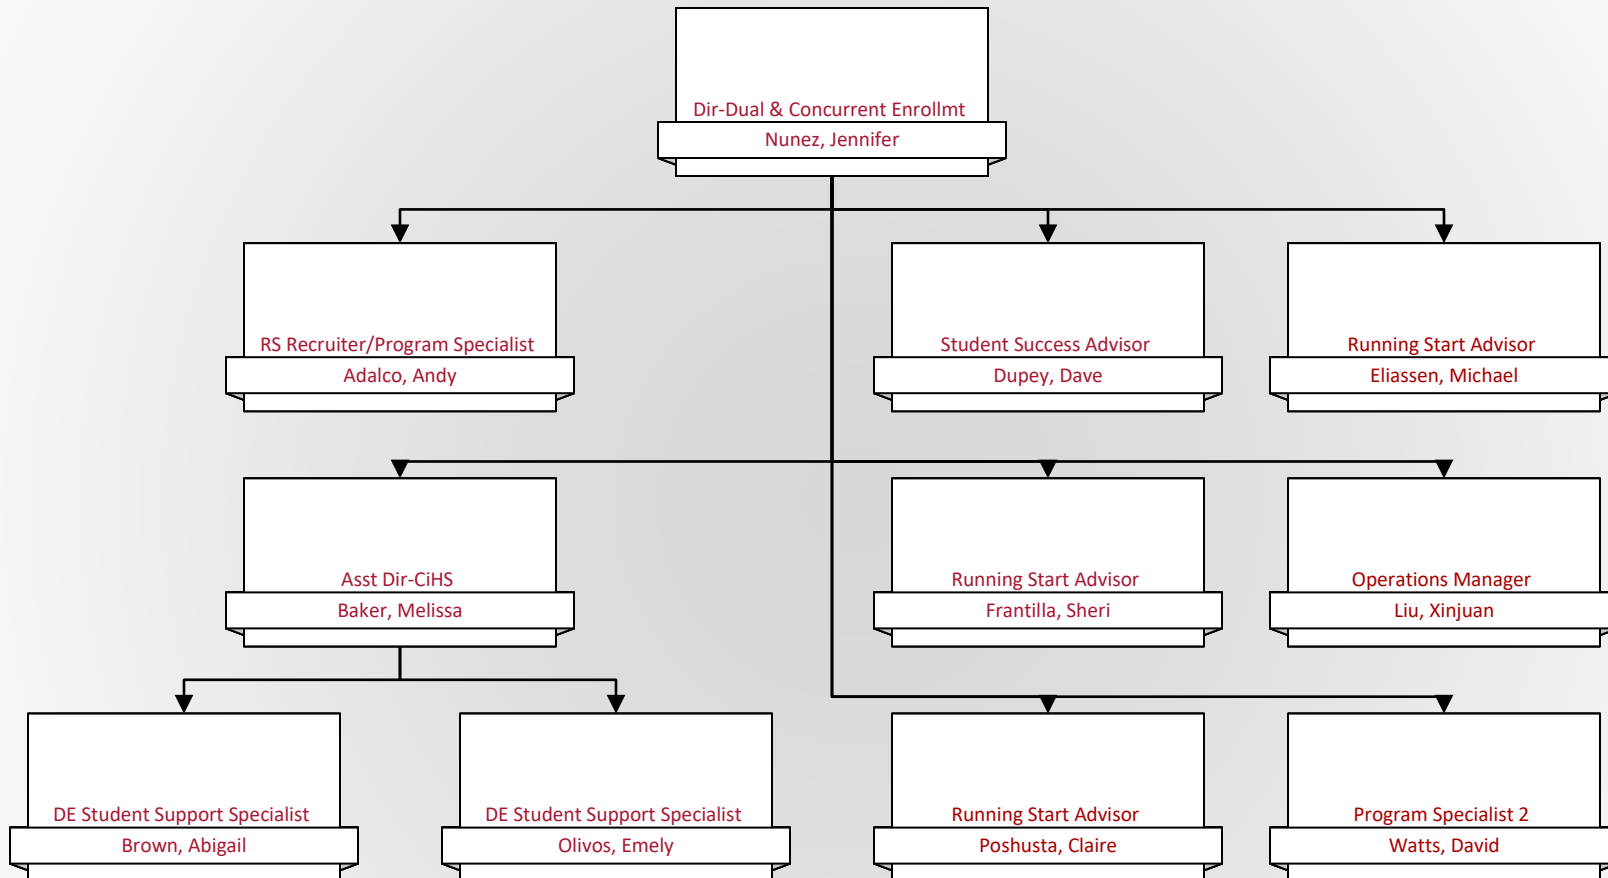 Dir-Dual & Concurrent Enrollmt
Nunez, Jennifer
RS Recruiter/Program Specialist
Adalco, Andy
Student Success Advisor
Dupey, Dave
Running Start Advisor
Eliassen, Michael
Asst Dir-CiHS
Baker, Melissa
Running Start Advisor
Frantilla, Sheri
Operations Manager
Liu, Xinjuan
DE Student Support Specialist
Brown, Abigail
DE Student Support Specialist
Olivos, Emely
Running Start Advisor
Poshusta, Claire
Program Specialist 2
Watts, David